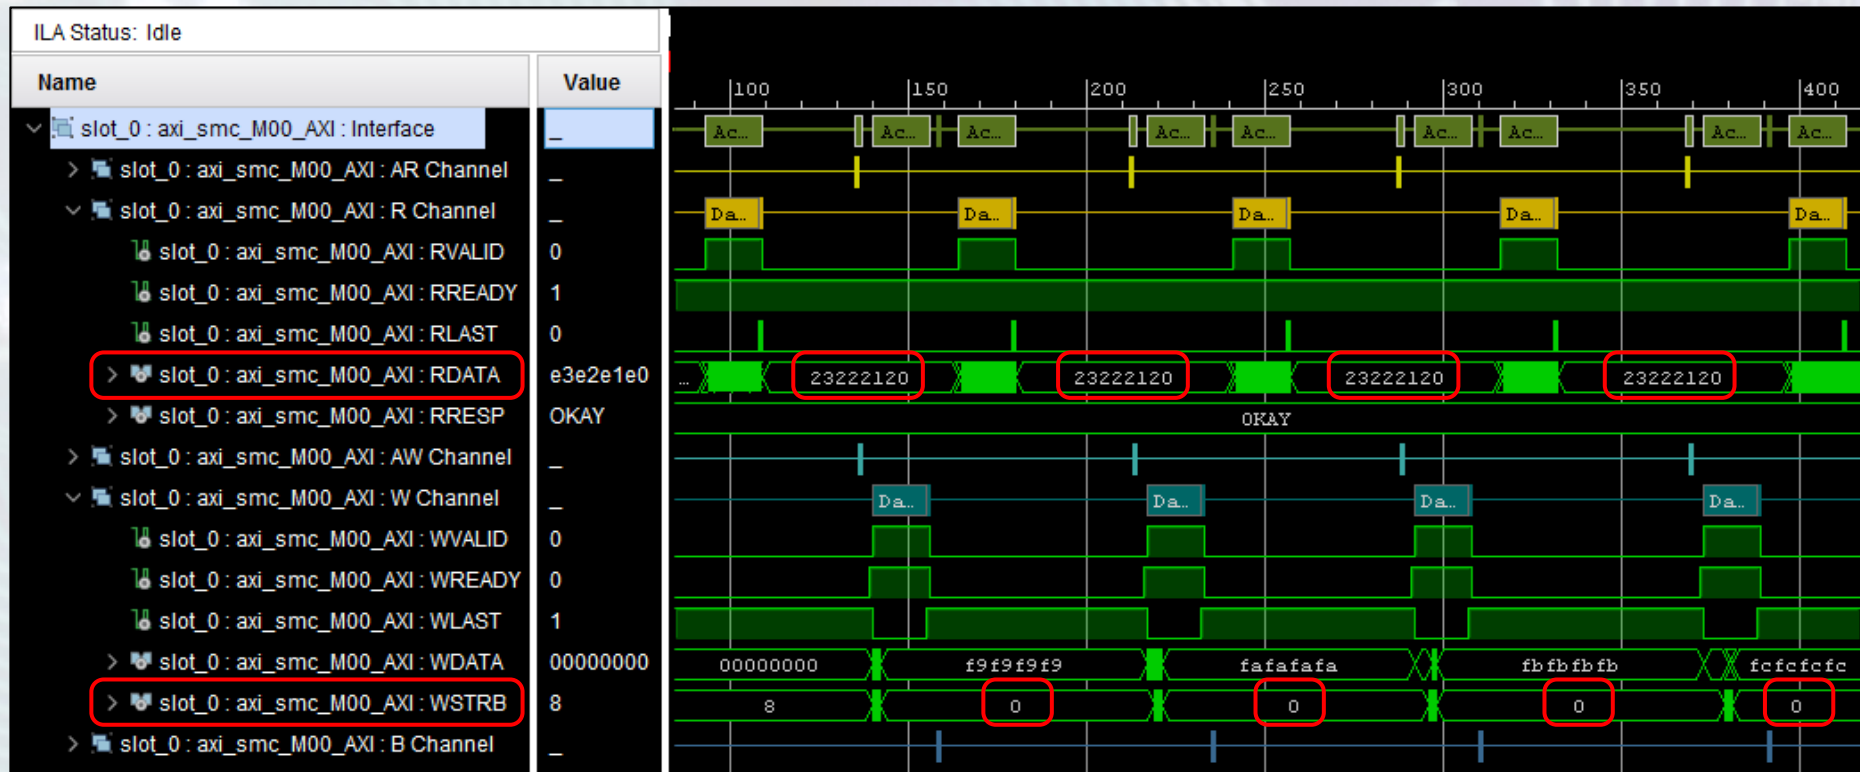 ILA Status: Idle
Name Value
100 150 200 250 300 350 400
slot_0 : axi_smc_M00_AXI : Interface _ Ac... Ac... Ac... Ac... Ac... Ac... Ac... Ac... Ac...
slot_0 : axi_smc_M00_AXI : AR Channel _
slot_0 : axi_smc_M00_AXI : R Channel _ Da... Da... Da... Da... Da...
slot_0 : axi_smc_M00_AXI : RVALID 0
slot_0 : axi_smc_M00_AXI : RREADY 1
slot_0 : axi_smc_M00_AXI : RLAST 0
slot_0 : axi_smc_M00_AXI : RDATA e3e2e1e0 ... 23222120 23222120 23222120 23222120
slot_0 : axi_smc_M00_AXI : RRESP OKAY OKAY
slot_0 : axi_smc_M00_AXI : AW Channel _
slot_0 : axi_smc_M00_AXI : W Channel _ Da... Da... Da... Da...
slot_0 : axi_smc_M00_AXI : WVALID 0
slot_0 : axi_smc_M00_AXI : WREADY 0
slot_0 : axi_smc_M00_AXI : WLAST 1
slot_0 : axi_smc_M00_AXI : WDATA 00000000 00000000 f9f9f9f9 fafafafa fbfbfbfb fcfcfcfc
slot_0 : axi_smc_M00_AXI : WSTRB 8 8 0 0 0 0
slot_0 : axi_smc_M00_AXI : B Channel _